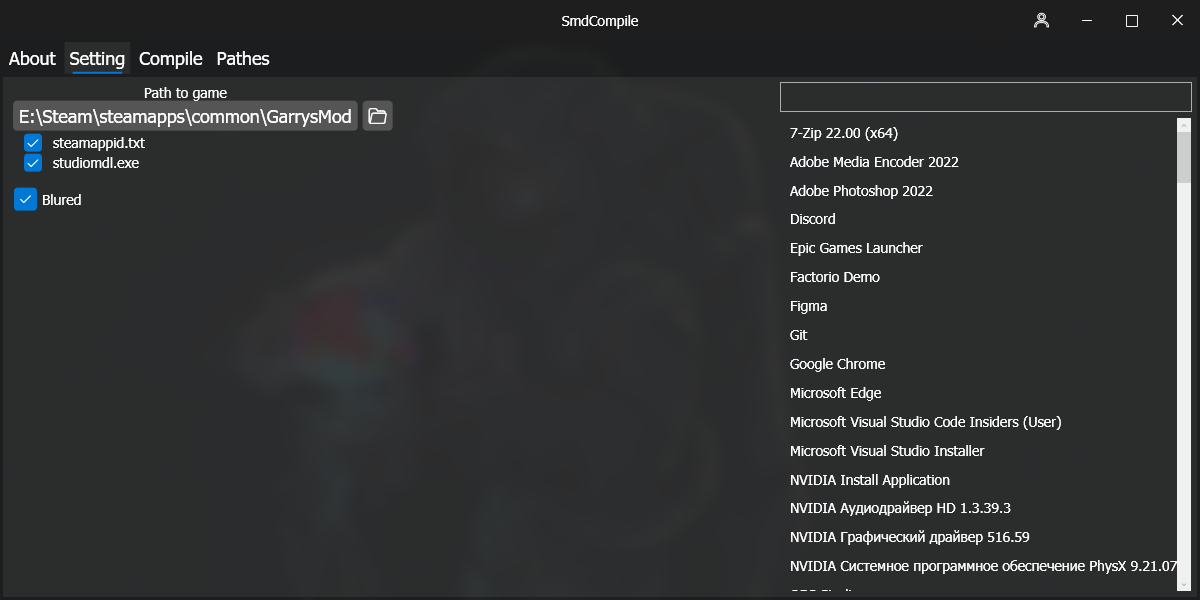 SmdCompile
About Setting Compile Pathes
Path to game
E:\Steam\steamapps\common\GarrysMod
steamappid.txt
studiomdl.exe
Blured
7-Zip 22.00 (x64)
Adobe Media Encoder 2022
Adobe Photoshop 2022
Discord
Epic Games Launcher
Factorio Demo
Figma
Git
Google Chrome
Microsoft Edge
Microsoft Visual Studio Code Insiders (User)
Microsoft Visual Studio Installer
NVIDIA Install Application
NVIDIA Аудиодрайвер HD 1.3.39.3
NVIDIA Графический драйвер 516.59
NVIDIA Системное программное обеспечение PhysX 9.21.07